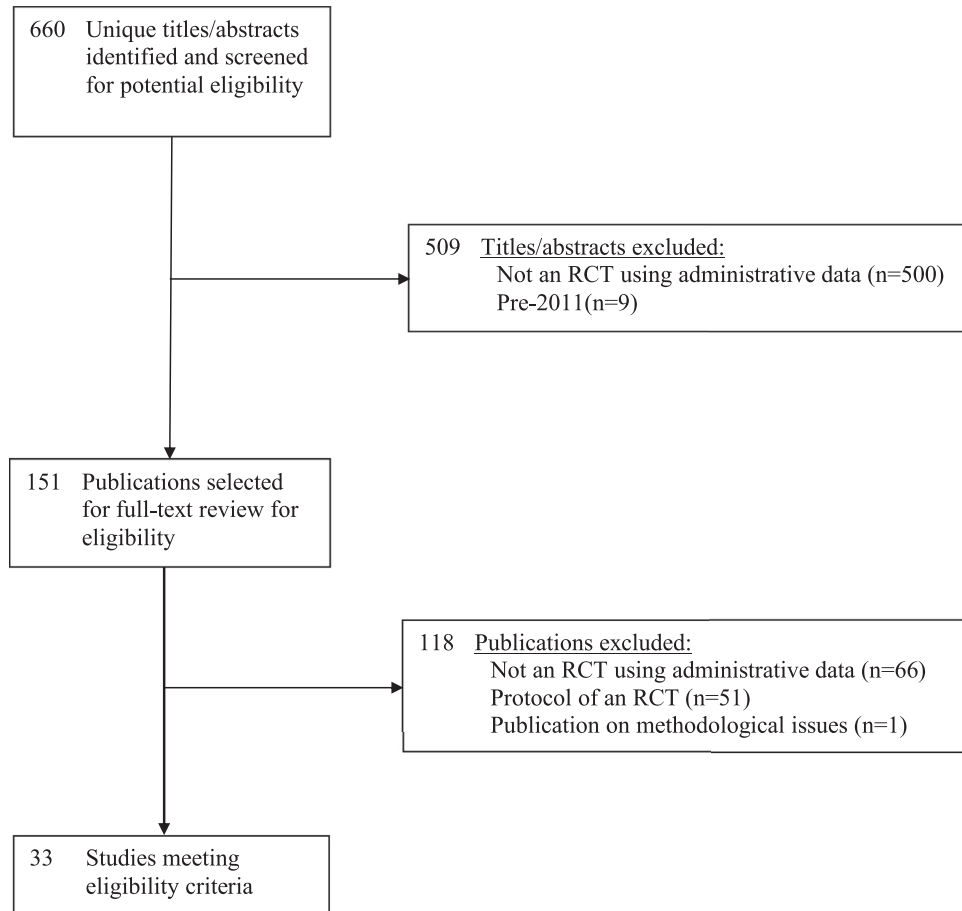 660 Unique titles/abstracts
identified and screened
for potential eligibility
509 Titles/abstracts excluded:
Not an RCT using administrative data (n=500)
Pre-2011(n=9)
151 Publications selected
for full-text review for
eligibility
118 Publications excluded:
Not an RCT using administrative data (n=66)
Protocol of an RCT (n=51)
Publication on methodological issues (n=1)
33 Studies meeting
eligibility criteria